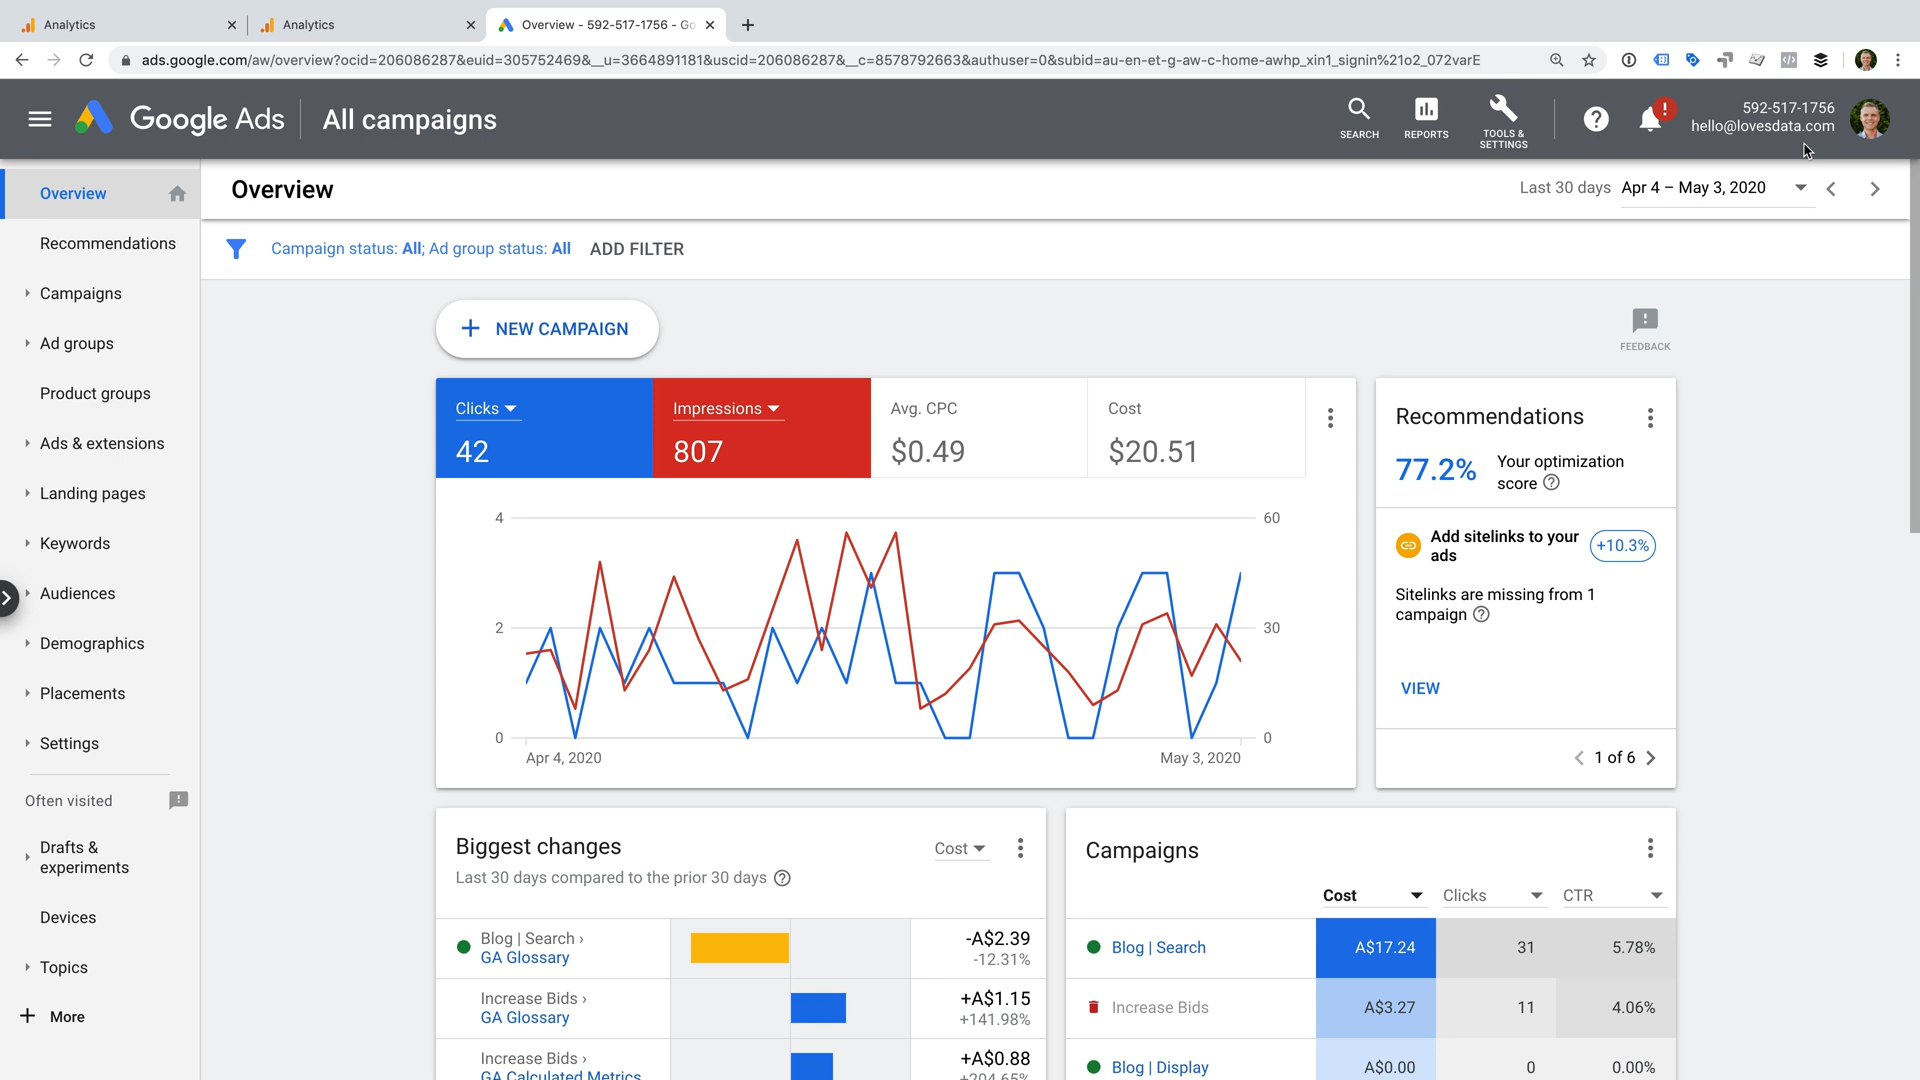 Analytics
Analytics
Overview - 592-517-1756 - Go
ads.google.com/aw/overview?ocid=206086287&euid=305752469&__u=3664891181&uscid=206086287&__c=8578792663&authuser=0&subid=au-en-et-g-aw-c-home-awhp_xin1_signin%21o2_072varE
Google Ads
All campaigns
SEARCH
REPORTS
TOOLS &
SETTINGS
592-517-1756
hello@lovesdata.com
Overview
Recommendations
Campaigns
Ad groups
Product groups
Ads & extensions
Landing pages
Keywords
Audiences
Demographics
Placements
Settings
Often visited
Drafts &
experiments
Devices
Topics
More
Overview
Last 30 days Apr 4 – May 3, 2020
Campaign status: All; Ad group status: All ADD FILTER
NEW CAMPAIGN
FEEDBACK
Clicks
42
Impressions
807
Avg. CPC
$0.49
Cost
$20.51
4
2
0
60
30
0
Apr 4, 2020
May 3, 2020
Recommendations
77.2%
Your optimization
score
Add sitelinks to your
ads
+10.3%
Sitelinks are missing from 1
campaign
VIEW
1 of 6
Biggest changes
Cost
Last 30 days compared to the prior 30 days
Blog | Search ›
GA Glossary
-A$2.39
-12.31%
Increase Bids ›
GA Glossary
+A$1.15
+141.98%
Increase Bids ›
GA Calculated Metrics
+A$0.88
+204.65%
Campaigns
Cost Clicks CTR
Blog | Search A$17.24 31 5.78%
Increase Bids A$3.27 11 4.06%
Blog | Display A$0.00 0 0.00%